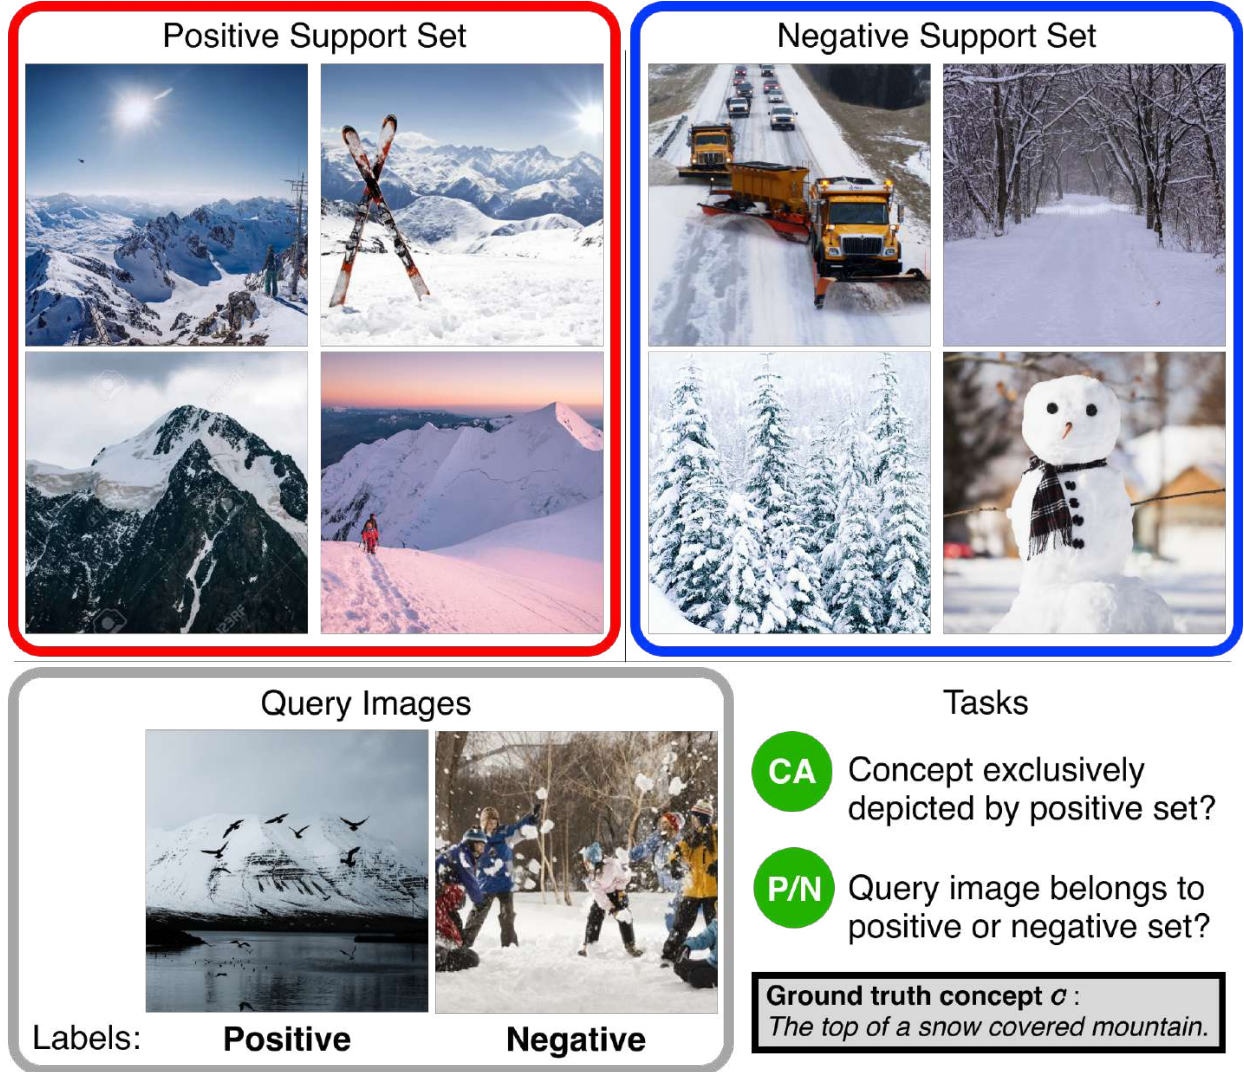 Positive Support Set
Negative Support Set
123RF
Query Images
Labels:
Positive
Negative
Tasks
CA
Concept exclusively
depicted by positive set?
P/N
Query image belongs to
positive or negative set?
Ground truth concept c :
The top of a snow covered mountain.